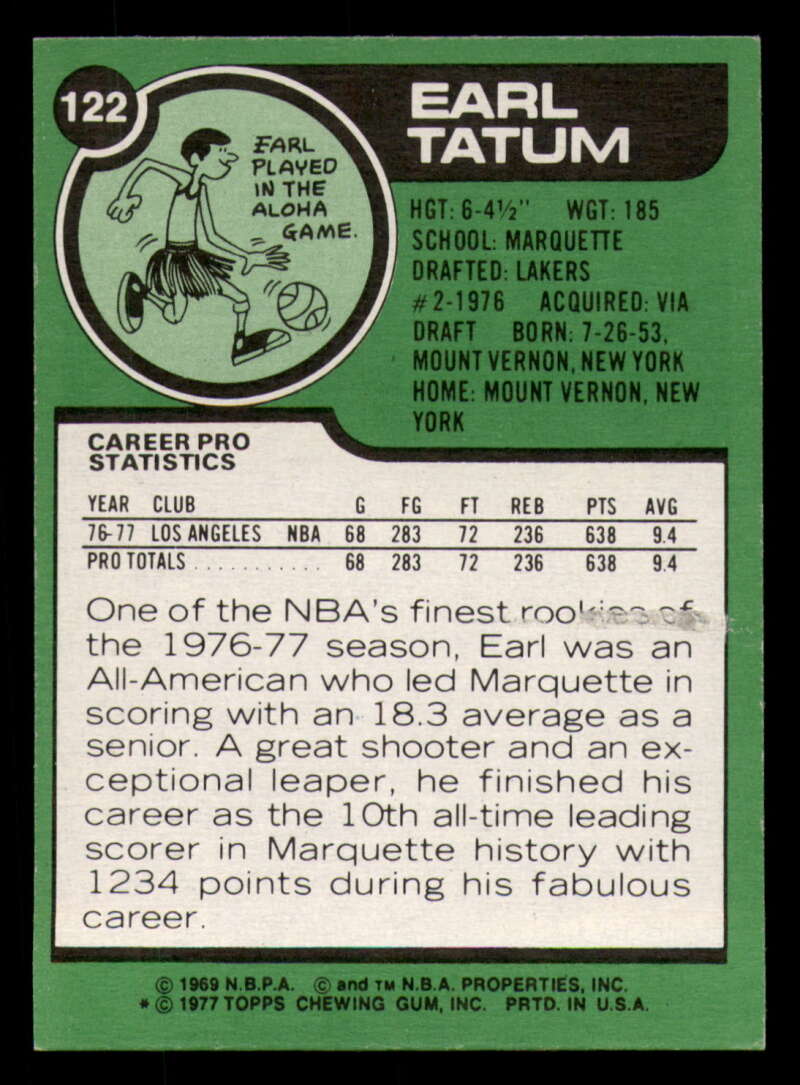 122
EARL
TATUM
EARL
PLAYED
IN THE
ALOHA
GAME.
HGT: 6-4½" WGT: 185
SCHOOL: MARQUETTE
DRAFTED: LAKERS
#2-1976 ACQUIRED: VIA
DRAFT BORN: 7-26-53,
MOUNT VERNON, NEW YORK
HOME: MOUNT VERNON, NEW
YORK
CAREER PRO
STATISTICS
YEAR CLUB G FG FT REB PTS AVG
76-77 LOS ANGELES NBA 68 283 72 236 638 9.4
PRO TOTALS . . . . . . . . . . . 68 283 72 236 638 9.4
One of the NBA's finest rookies of
the 1976-77 season, Earl was an
All-American who led Marquette in
scoring with an 18.3 average as a
senior. A great shooter and an ex-
ceptional leaper, he finished his
career as the 10th all-time leading
scorer in Marquette history with
1234 points during his fabulous
career.
© 1969 N.B.P.A. © and TM N.B.A. PROPERTIES, INC.
* © 1977 TOPPS CHEWING GUM, INC. PRTD. IN U.S.A.